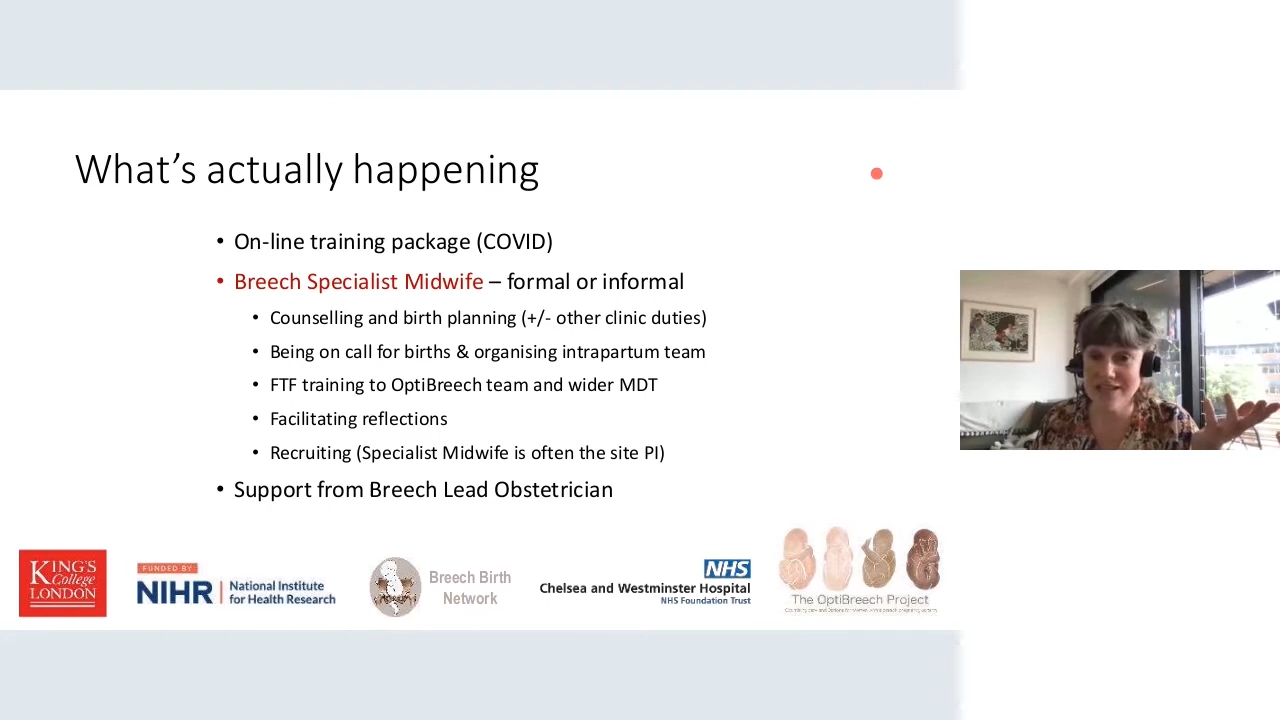 What's actually happening
• On-line training package (COVID)
• Breech Specialist Midwife – formal or informal
• Counselling and birth planning (+/- other clinic duties)
• Being on call for births & organising intrapartum team
• FTF training to OptiBreech team and wider MDT
• Facilitating reflections
• Recruiting (Specialist Midwife is often the site PI)
• Support from Breech Lead Obstetrician
KING'S
College
LONDON
FUNDED BY
NIHR | National Institute
for Health Research
Breech Birth
Network
NHS
Chelsea and Westminster Hospital
NHS Foundation Trust
The OptiBreech Project